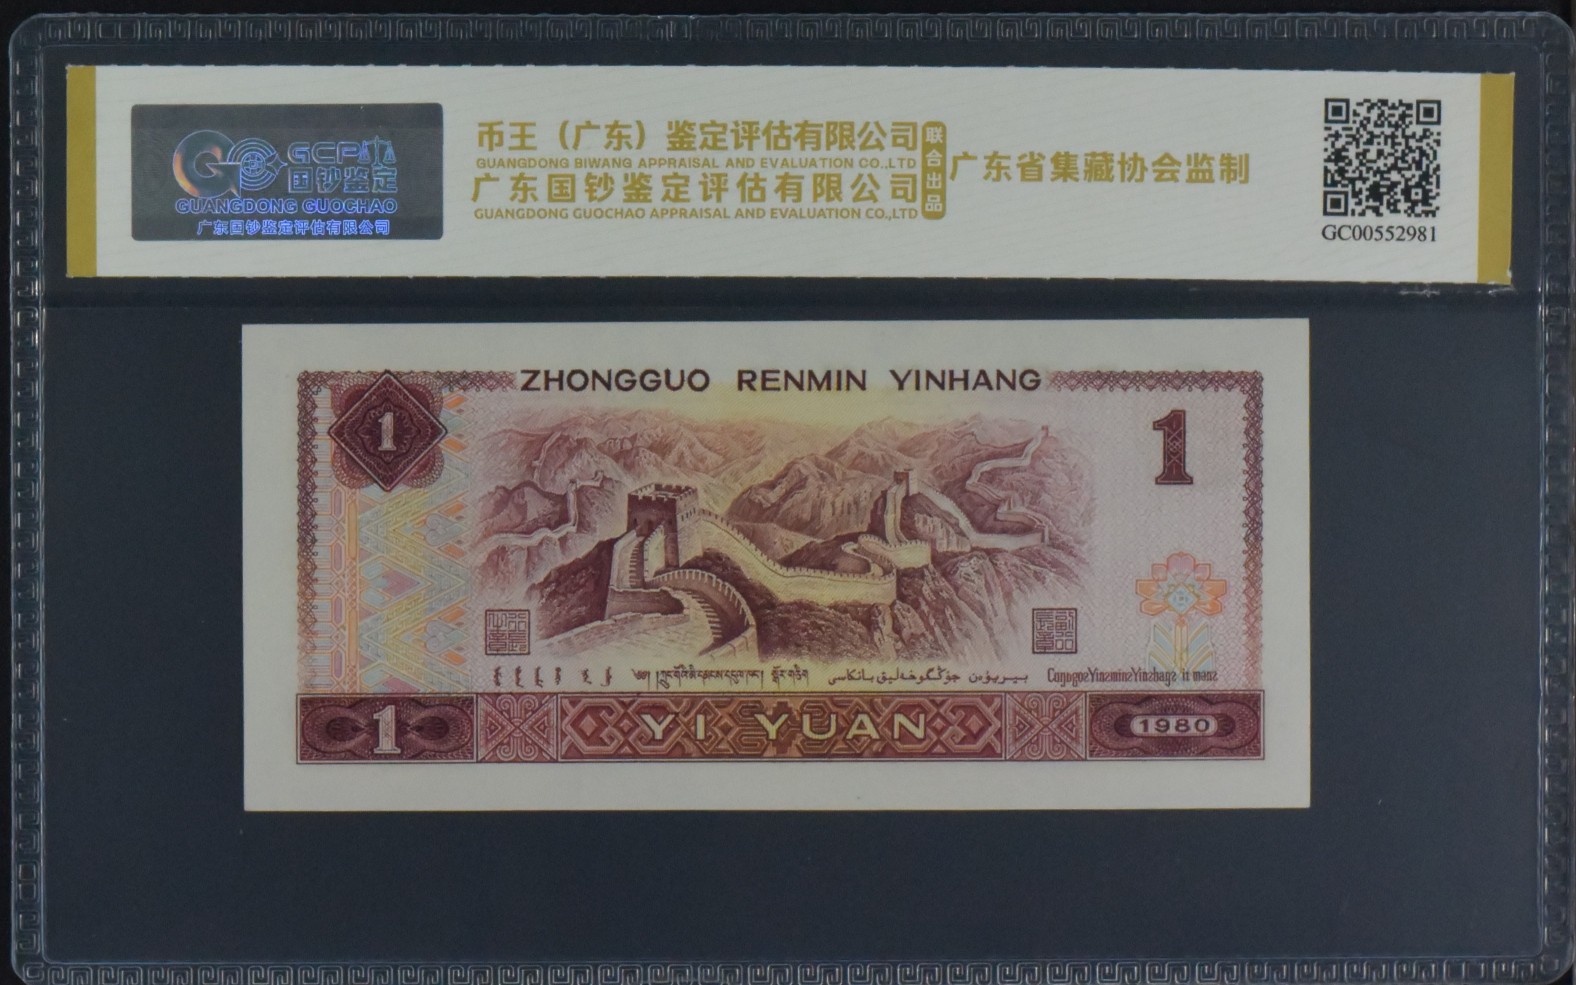 GCP
国钞鉴定
GUANGDONG GUOCHAO
广东国钞鉴定评估有限公司
币王（广东）鉴定评估有限公司
GUANGDONG BIWANG APPRAISAL AND EVALUATION CO.,LTD
广东国钞鉴定评估有限公司
GUANGDONG GUOCHAO APPRAISAL AND EVALUATION CO.,LTD
联合出品
广东省集藏协会监制
GC00552981
ZHONGGUO RENMIN YINHANG
1
1
1
YI YUAN
1980